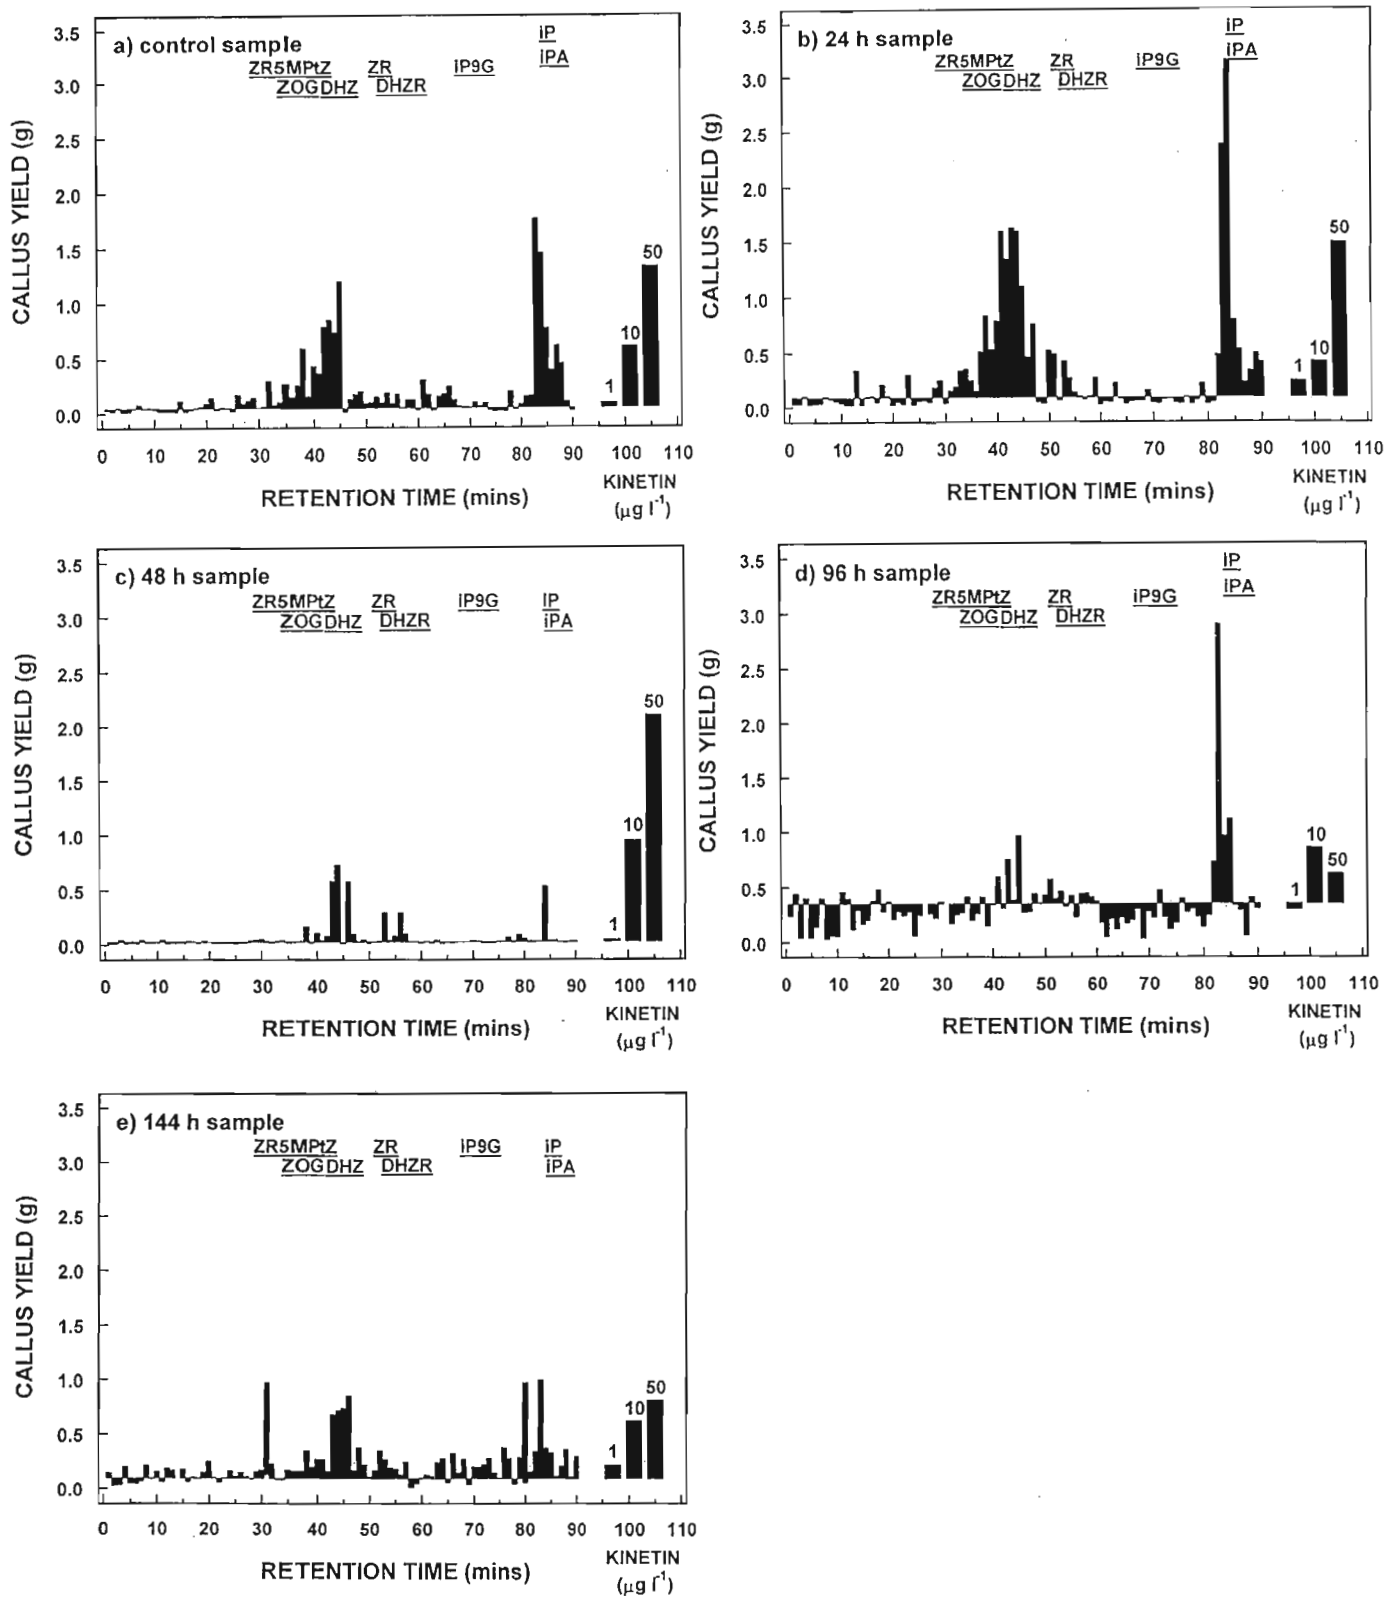 a) control sample
iP
iPA
ZR5MPtZ ZR iP9G
ZOG DHZ DHZR
3.5
3.0
2.5
2.0
1.5
1.0
0.5
0.0
CALLUS YIELD (g)
1
10
50
0 10 20 30 40 50 60 70 80 90 100 110
RETENTION TIME (mins)
KINETIN
(µg l⁻¹)
b) 24 h sample
iP
iPA
ZR5MPtZ ZR iP9G
ZOG DHZ DHZR
3.5
3.0
2.5
2.0
1.5
1.0
0.5
0.0
CALLUS YIELD (g)
1
10
50
0 10 20 30 40 50 60 70 80 90 100 110
RETENTION TIME (mins)
KINETIN
(µg l⁻¹)
c) 48 h sample
ZR5MPtZ ZR iP9G iP
ZOG DHZ DHZR iPA
3.5
3.0
2.5
2.0
1.5
1.0
0.5
0.0
CALLUS YIELD (g)
1
10
50
0 10 20 30 40 50 60 70 80 90 100 110
RETENTION TIME (mins)
KINETIN
(µg l⁻¹)
d) 96 h sample
iP
iPA
ZR5MPtZ ZR iP9G
ZOG DHZ DHZR
3.5
3.0
2.5
2.0
1.5
1.0
0.5
0.0
CALLUS YIELD (g)
1
10
50
0 10 20 30 40 50 60 70 80 90 100 110
RETENTION TIME (mins)
KINETIN
(µg l⁻¹)
e) 144 h sample
ZR5MPtZ ZR iP9G iP
ZOG DHZ DHZR iPA
3.5
3.0
2.5
2.0
1.5
1.0
0.5
0.0
CALLUS YIELD (g)
1
10
50
0 10 20 30 40 50 60 70 80 90 100 110
RETENTION TIME (mins)
KINETIN
(µg l⁻¹)